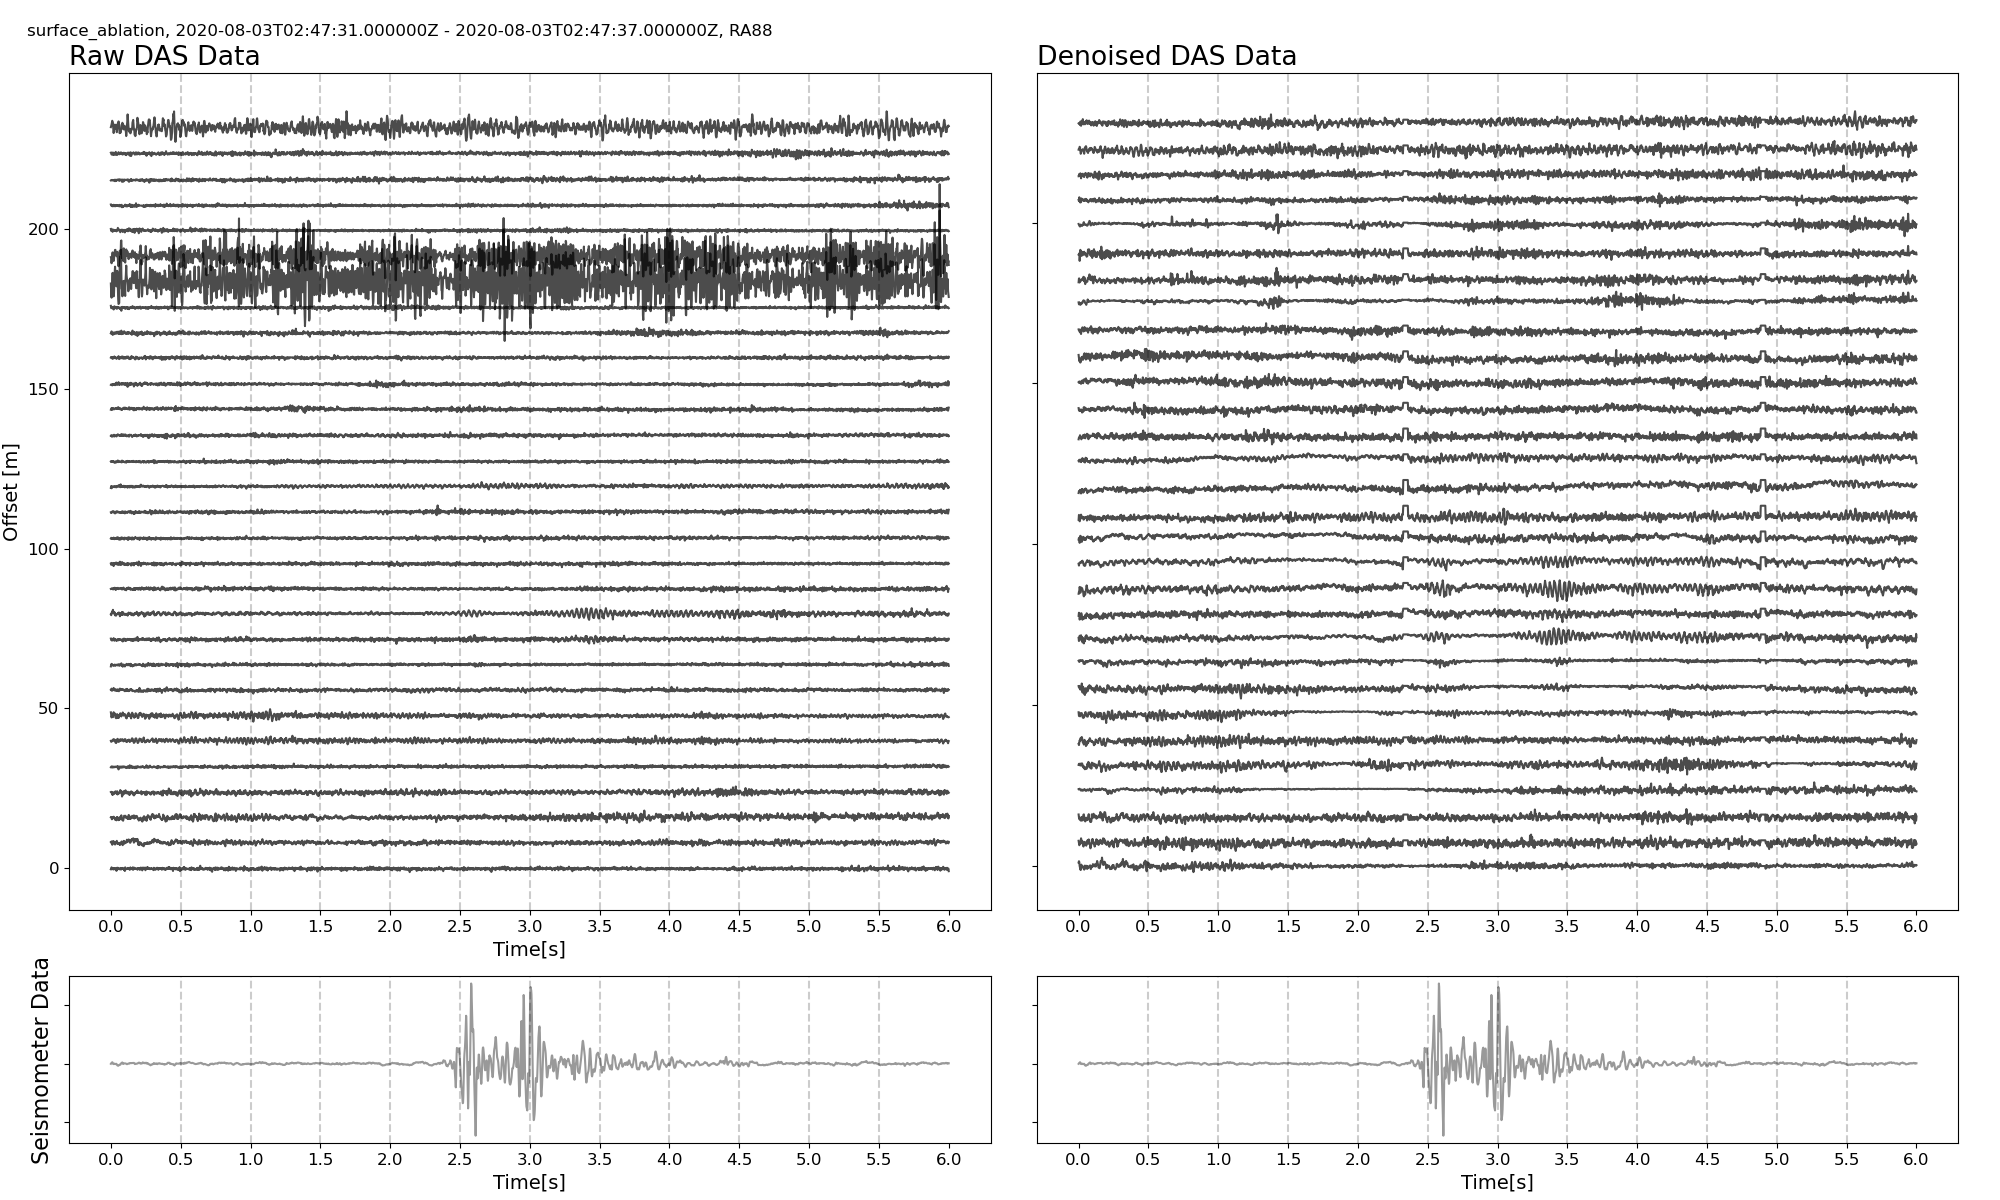 surface_ablation, 2020-08-03T02:47:31.000000Z - 2020-08-03T02:47:37.000000Z, RA88
Raw DAS Data
Denoised DAS Data
200
150
100
50
0
Offset [m]
0.0 0.5 1.0 1.5 2.0 2.5 3.0 3.5 4.0 4.5 5.0 5.5 6.0
Time[s]
0.0 0.5 1.0 1.5 2.0 2.5 3.0 3.5 4.0 4.5 5.0 5.5 6.0
Seismometer Data
0.0 0.5 1.0 1.5 2.0 2.5 3.0 3.5 4.0 4.5 5.0 5.5 6.0
Time[s]
0.0 0.5 1.0 1.5 2.0 2.5 3.0 3.5 4.0 4.5 5.0 5.5 6.0
Time[s]